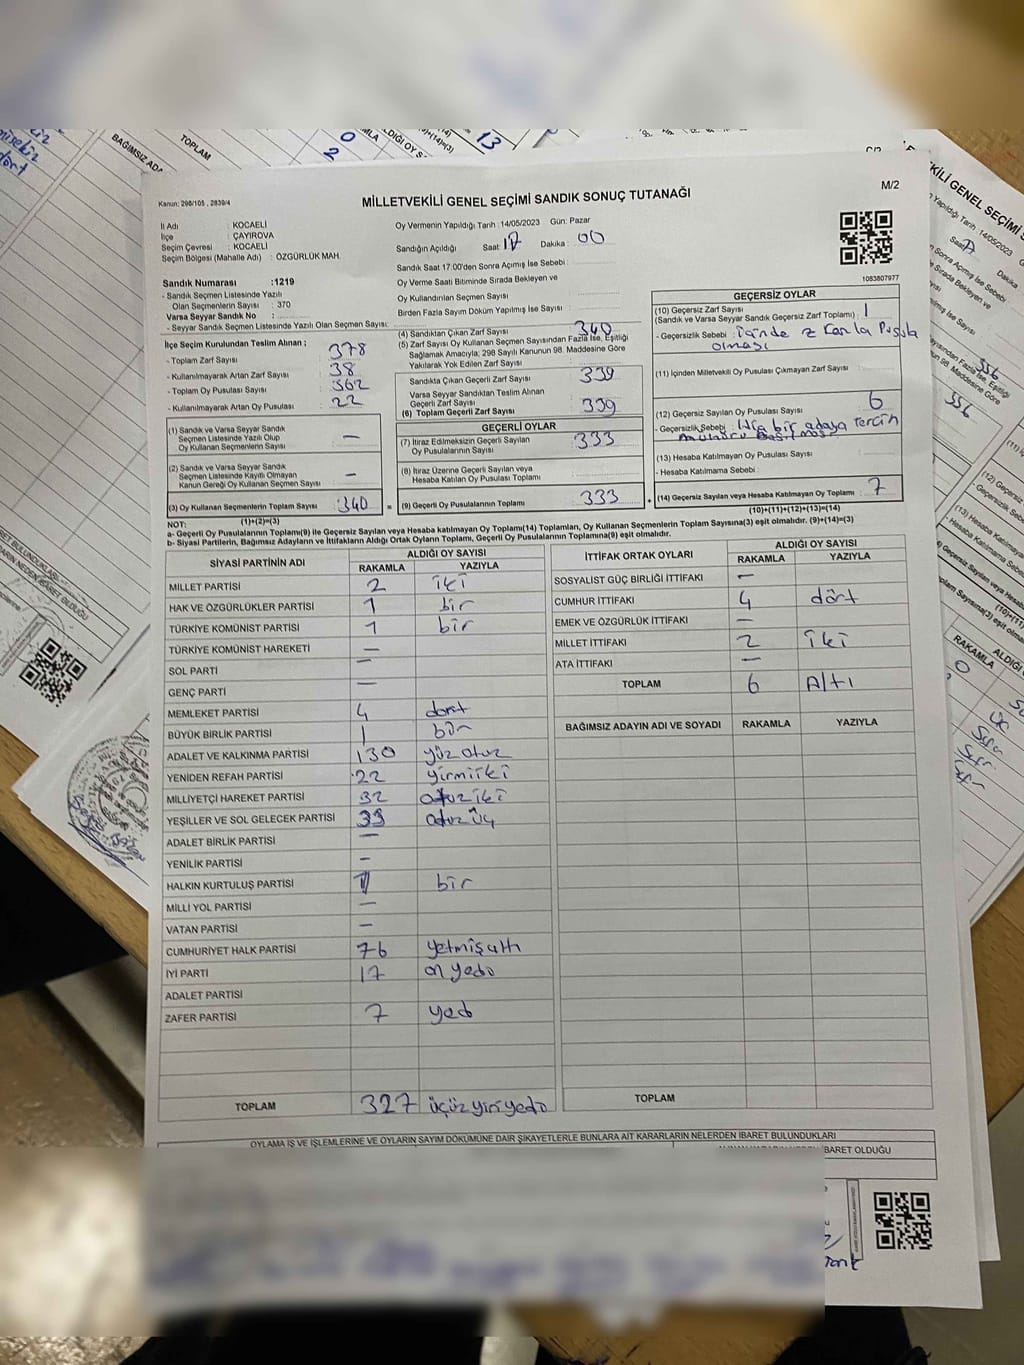 Kanun: 298/105 , 2839/4
MİLLETVEKİLİ GENEL SEÇİMİ SANDIK SONUÇ TUTANAĞI
M/2
İl Adı : KOCAELİ
İlçe : ÇAYIROVA
Seçim Çevresi : KOCAELİ
Seçim Bölgesi (Mahalle Adı) : ÖZGÜRLÜK MAH.
Oy Vermenin Yapıldığı Tarih :14/05/2023 Gün: Pazar
Sandığın Açıldığı Saat: 17 Dakika : 00
Sandık Saat 17:00'den Sonra Açımış İse Sebebi :
Oy Verme Saati Bitiminde Sırada Bekleyen ve
Oy Kullandırılan Seçmen Sayısı
Birden Fazla Sayım Döküm Yapılmış İse Sayısı :
1083807977
Sandık Numarası :1219
- Sandık Seçmen Listesinde Yazılı
Olan Seçmenlerin Sayısı : 370
Varsa Seyyar Sandık No :
- Seyyar Sandık Seçmen Listesinde Yazılı Olan Seçmen Sayısı:
İlçe Seçim Kurulundan Teslim Alınan ;
- Toplam Zarf Sayısı : 378
- Kullanılmayarak Artan Zarf Sayısı : 38
- Toplam Oy Pusulası Sayısı : 362
- Kullanılmayarak Artan Oy Pusulası : 22
(1) Sandık ve Varsa Seyyar Sandık
Seçmen Listesinde Yazılı Olup
Oy Kullanan Seçmenlerin Sayısı —
(2) Sandık ve Varsa Seyyar Sandık
Seçmen Listesinde Kayıtlı Olmayan
Kanun Gereği Oy Kullanan Seçmen Sayısı —
(3) Oy Kullanan Seçmenlerin Toplam Sayısı 340
(1)+(2)=(3)
(4) Sandıktan Çıkan Zarf Sayısı : 340
(5) Zarf Sayısı Oy Kullanan Seçmen Sayısından Fazla İse, Eşitliği
Sağlamak Amacıyla; 298 Sayılı Kanunun 98. Maddesine Göre
Yakılarak Yok Edilen Zarf Sayısı :
Sandıkta Çıkan Geçerli Zarf Sayısı 339
Varsa Seyyar Sandıktan Teslim Alınan
Geçerli Zarf Sayısı
(6) Toplam Geçerli Zarf Sayısı 339
GEÇERLİ OYLAR
(7) İtiraz Edilmeksizin Geçerli Sayılan
Oy Pusulalarının Sayısı : 333
(8) İtiraz Üzerine Geçerli Sayılan veya
Hesaba Katılan Oy Pusulası Toplamı
= (9) Geçerli Oy Pusulalarının Toplamı 333 +
GEÇERSİZ OYLAR
(10) Geçersiz Zarf Sayısı
(Sandık ve Varsa Seyyar Sandık Geçersiz Zarf Toplamı) : 1
- Geçersizlik Sebebi : içinde 2 Karla Pusula
olması
(11) İçinden Milletvekili Oy Pusulası Çıkmayan Zarf Sayısı :
(12) Geçersiz Sayılan Oy Pusulası Sayısı 6
- Geçersizlik Sebebi : Hiç bir adaya tercih
mühürü
(13) Hesaba Katılmayan Oy Pusulası Sayısı
- Hesaba Katılmama Sebebi :
(14) Geçersiz Sayılan veya Hesaba Katılmayan Oy Toplamı : 7
(10)+(11)+(12)+(13)=(14)
NOT:
a- Geçerli Oy Pusulalarının Toplamı(9) ile Geçersiz Sayılan veya Hesaba katılmayan Oy Toplamı(14) Toplamları, Oy Kullanan Seçmenlerin Toplam Sayısına(3) eşit olmalıdır. (9)+(14)=(3)
b- Siyasi Partilerin, Bağımsız Adayların ve İttifakların Aldığı Ortak Oyların Toplamı, Geçerli Oy Pusulalarının Toplamına(9) eşit olmalıdır.
SİYASİ PARTİNİN ADI ALDIĞI OY SAYISI
RAKAMLA YAZIYLA
MİLLET PARTİSİ 2 iki
HAK VE ÖZGÜRLÜKLER PARTİSİ 1 bir
TÜRKİYE KOMÜNİST PARTİSİ 1 bir
TÜRKİYE KOMÜNİST HAREKETİ —
SOL PARTİ —
GENÇ PARTİ —
MEMLEKET PARTİSİ 4 dört
BÜYÜK BİRLİK PARTİSİ 1 bir
ADALET VE KALKINMA PARTİSİ 130 yüz otuz
YENİDEN REFAH PARTİSİ 22 yirmiiki
MİLLİYETÇİ HAREKET PARTİSİ 32 otuz iki
YEŞİLLER VE SOL GELECEK PARTİSİ 33 otuz üç
ADALET BİRLİK PARTİSİ —
YENİLİK PARTİSİ —
HALKIN KURTULUŞ PARTİSİ 1 bir
MİLLİ YOL PARTİSİ —
VATAN PARTİSİ —
CUMHURİYET HALK PARTİSİ 76 yetmişaltı
İYİ PARTİ 17 on yedi
ADALET PARTİSİ
ZAFER PARTİSİ 7 yedi
TOPLAM 327 üçüzyiriyedi
İTTİFAK ORTAK OYLARI ALDIĞI OY SAYISI
RAKAMLA YAZIYLA
SOSYALİST GÜÇ BİRLİĞİ İTTİFAKI —
CUMHUR İTTİFAKI 4 dört
EMEK VE ÖZGÜRLÜK İTTİFAKI —
MİLLET İTTİFAKI 2 iki
ATA İTTİFAKI —
TOPLAM 6 Altı
BAĞIMSIZ ADAYIN ADI VE SOYADI RAKAMLA YAZIYLA
TOPLAM
OYLAMA İŞ VE İŞLEMLERİNE VE OYLARIN SAYIM DÖKÜMÜNE DAİR ŞİKAYETLERLE BUNLARA AİT KARARLARIN NELERDEN İBARET BULUNDUKLARI
İBARET OLDUĞU